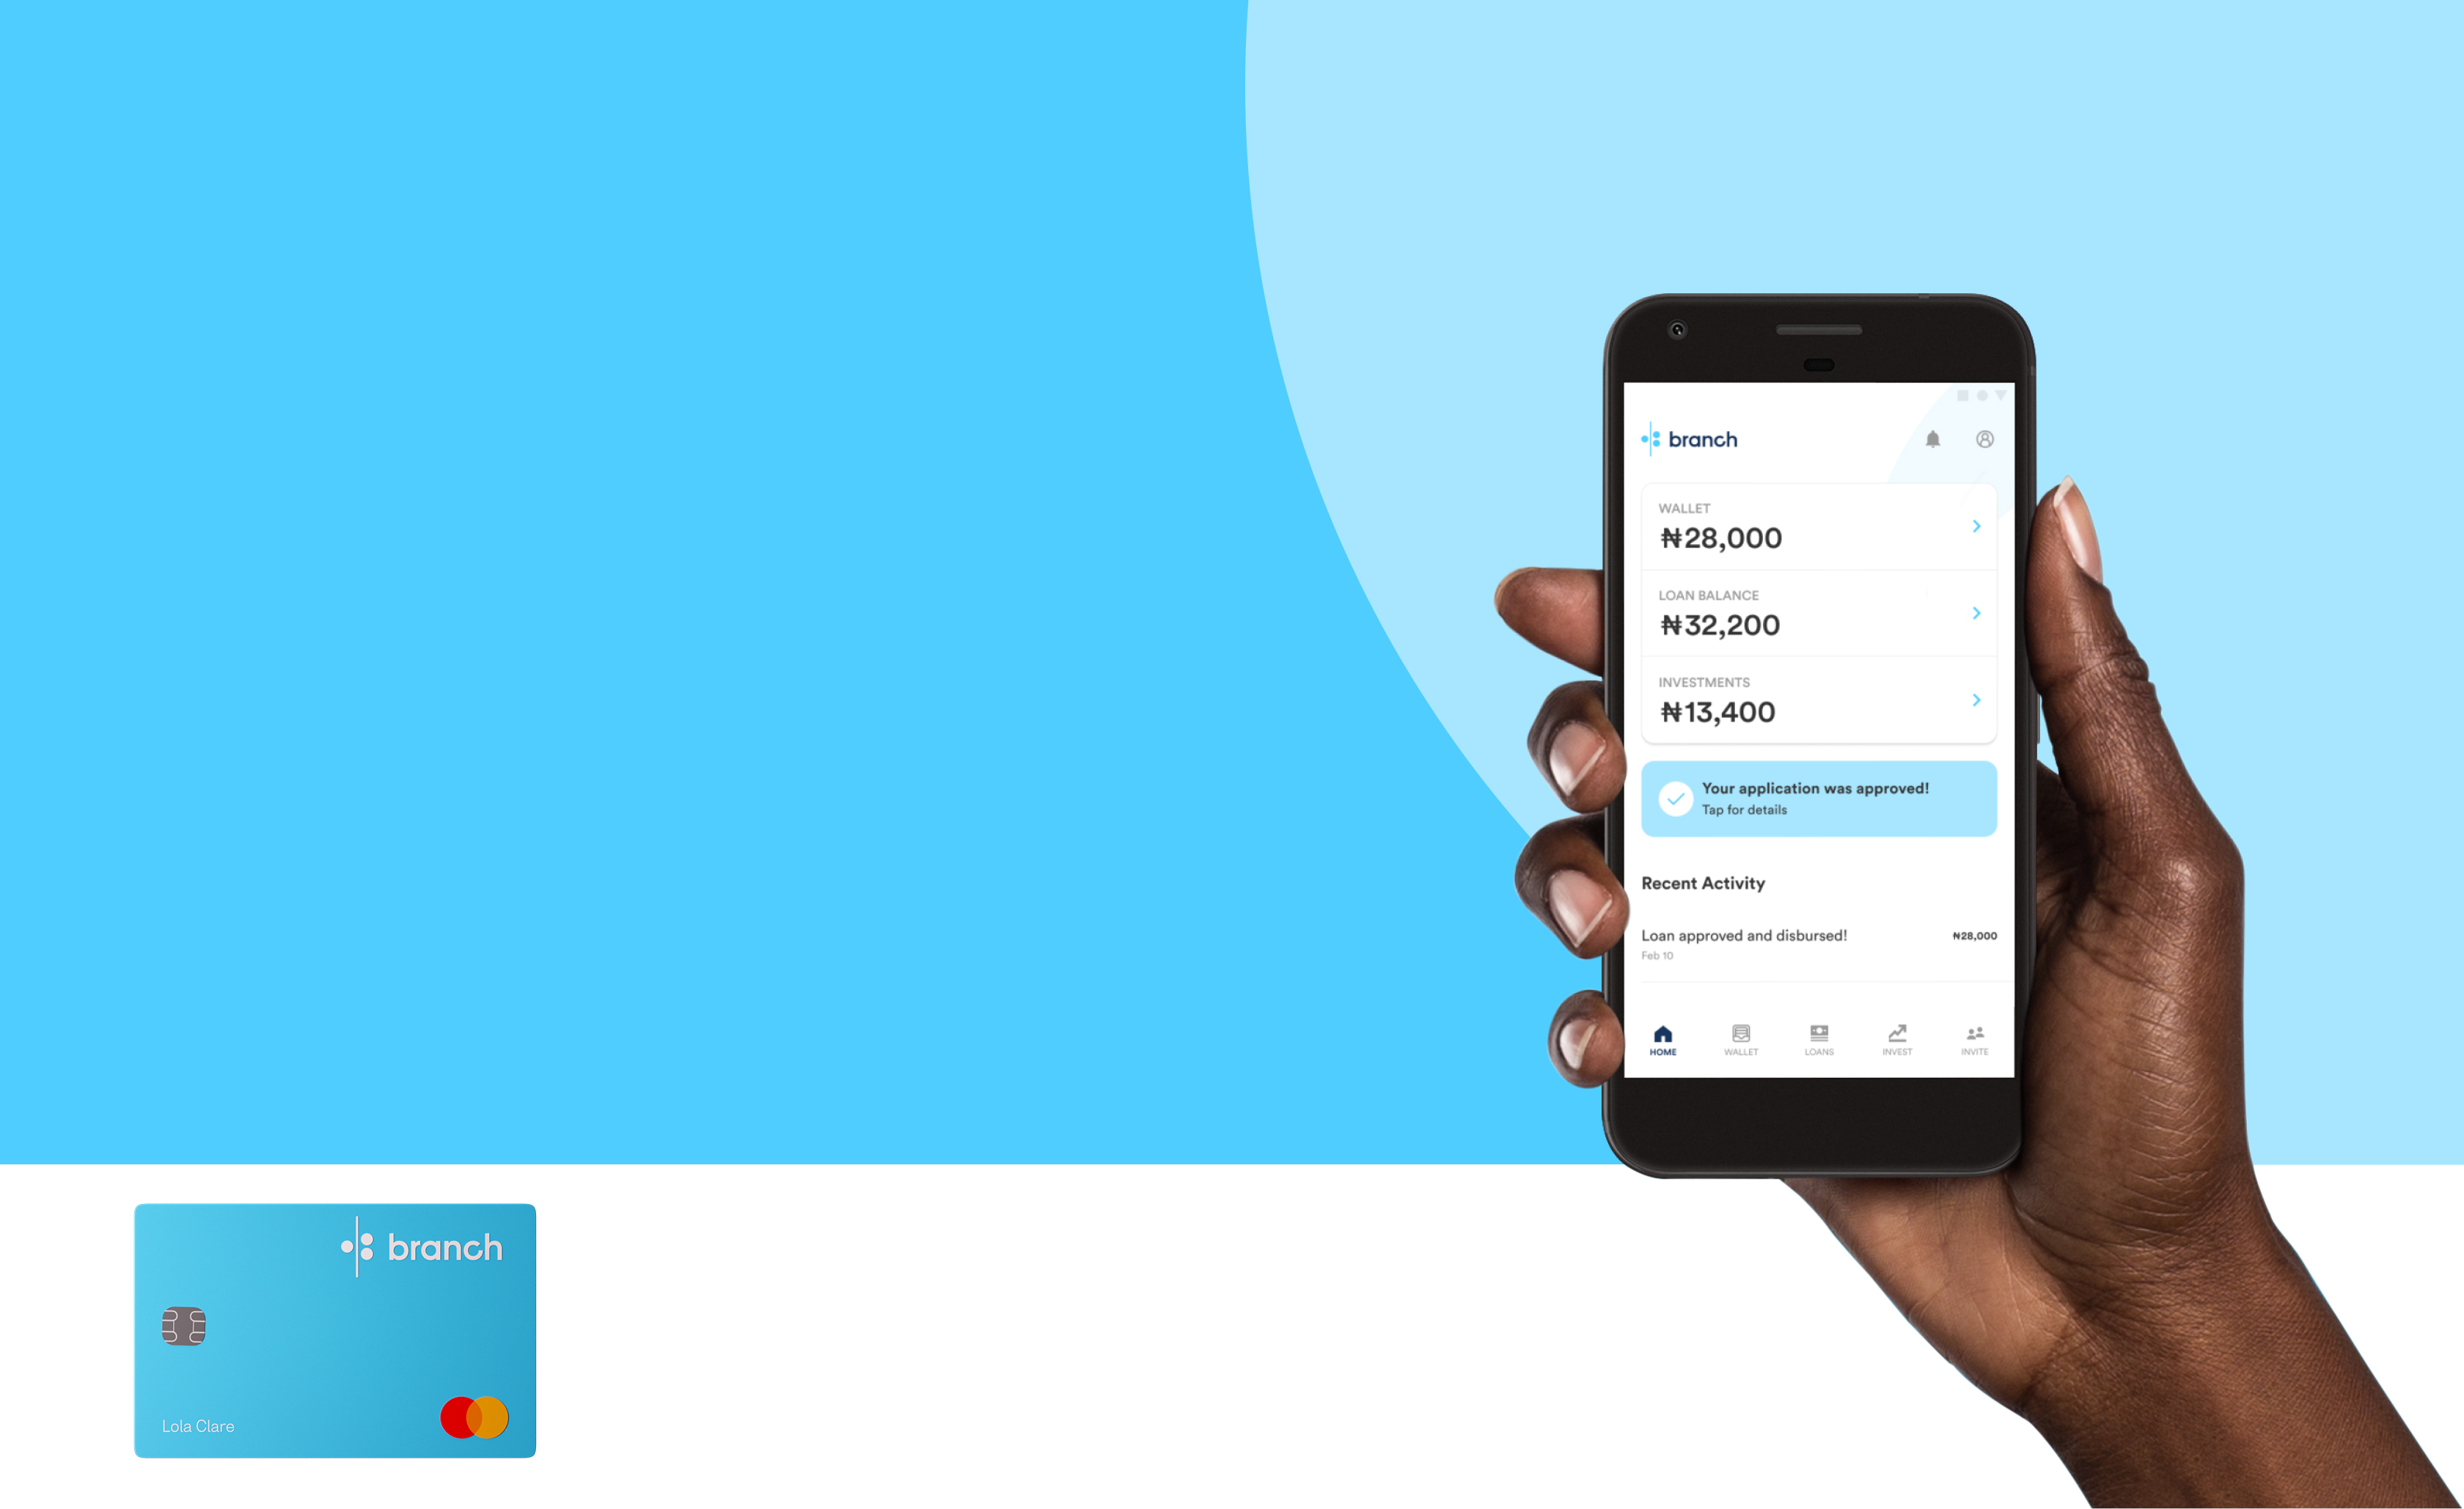 branch
WALLET
₦28,000
LOAN BALANCE
₦32,200
INVESTMENTS
₦13,400
Your application was approved!
Tap for details
Recent Activity
Loan approved and disbursed! ₦28,000
Feb 10
HOME WALLET LOANS INVEST INVITE
branch
Lola Clare